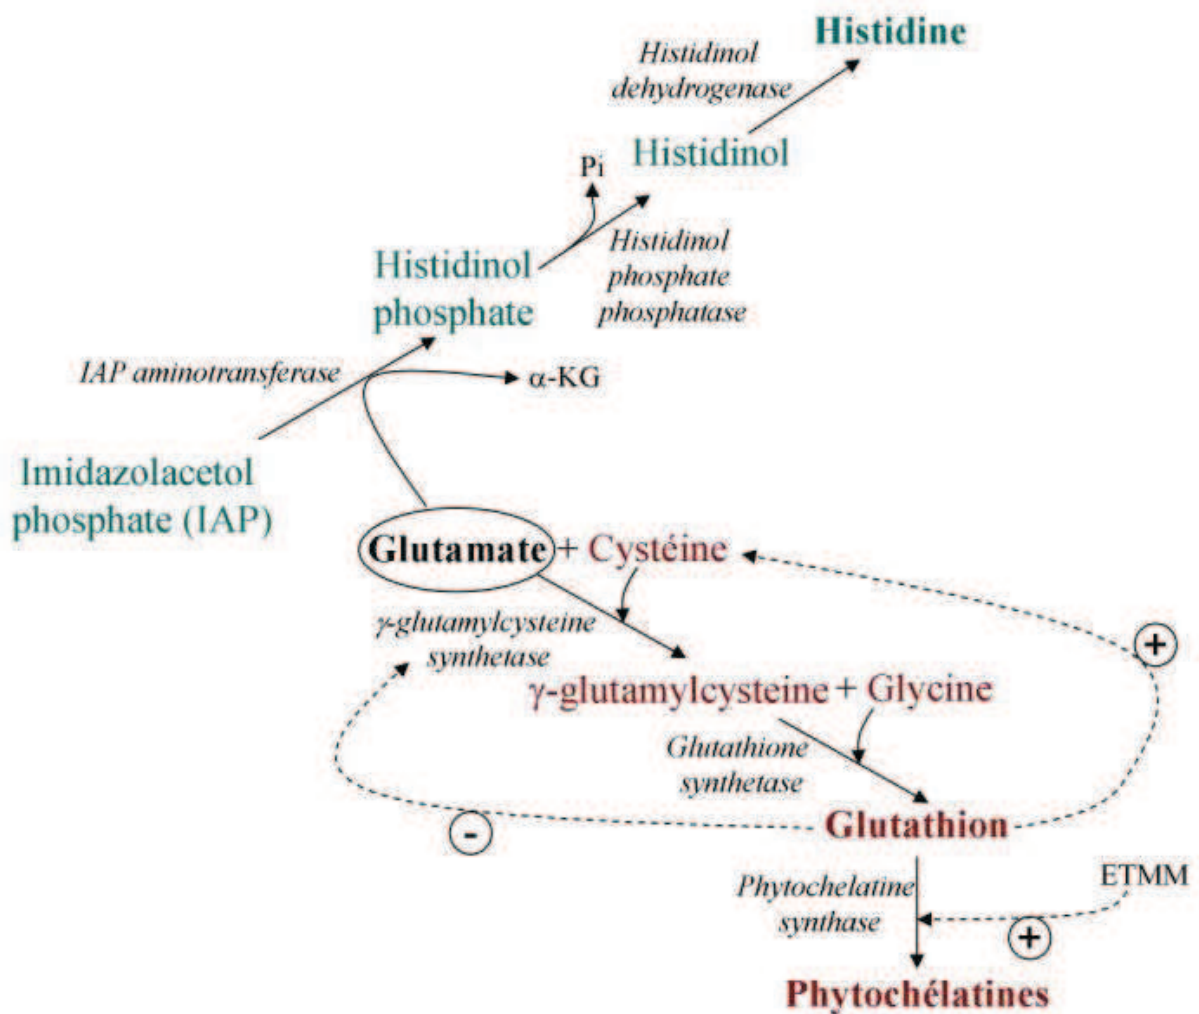 Histidine
Histidinol
dehydrogenase
Histidinol
Pi
Histidinol
phosphate
phosphatase
Histidinol
phosphate
IAP aminotransferase
α-KG
Imidazolacetol
phosphate (IAP)
Glutamate + Cystéine
γ-glutamylcysteine
synthetase
+
γ-glutamylcysteine + Glycine
Glutathione
synthetase
Glutathion
-
ETMM
Phytochelatine
synthase
+
Phytochélatines